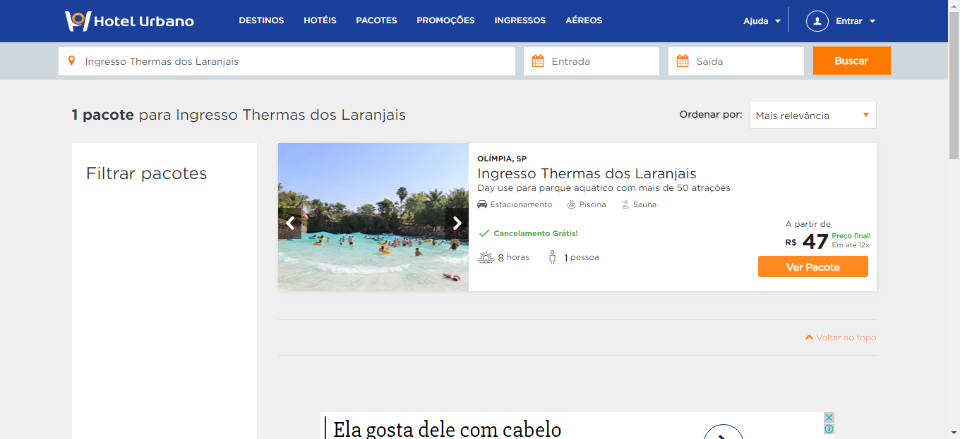 Hotel Urbano
DESTINOS HOTÉIS PACOTES PROMOÇÕES INGRESSOS AÉREOS
Ajuda Entrar
Ingresso Thermas dos Laranjais
Entrada
Saída
Buscar
1 pacote para Ingresso Thermas dos Laranjais
Ordenar por: Mais relevância
Filtrar pacotes
OLÍMPIA, SP
Ingresso Thermas dos Laranjais
Day use para parque aquático com mais de 50 atrações
Estacionamento Piscina Sauna
Cancelamento Grátis!
8 horas 1 pessoa
A partir de
R$ 47 Preço final!
Em até 12x
Ver Pacote
Voltar ao topo
Ela gosta dele com cabelo